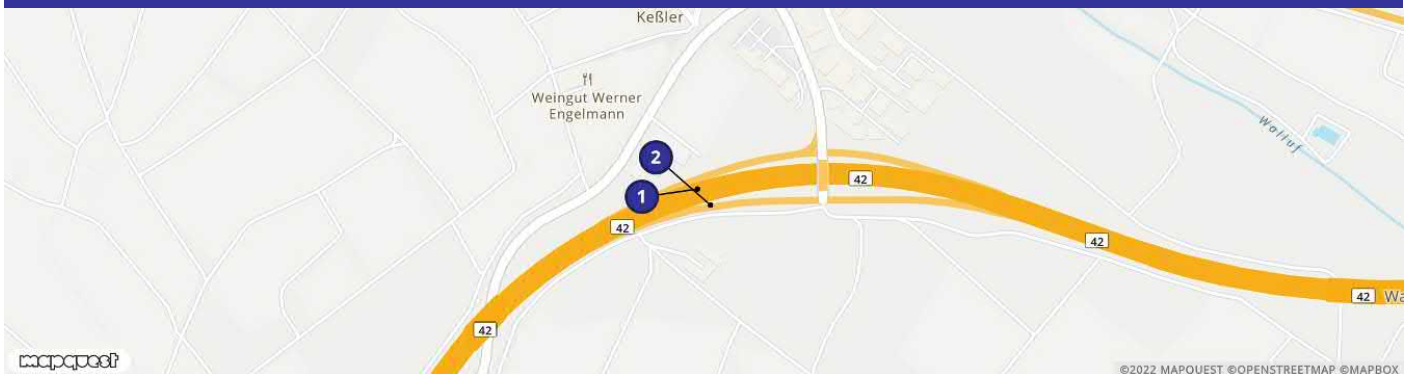 Keßler
Weingut Werner
Engelmann
Walluf
2
1
42
42
42
42
42
Wa
mapquest
©2022 MAPQUEST ©OPENSTREETMAP ©MAPBOX